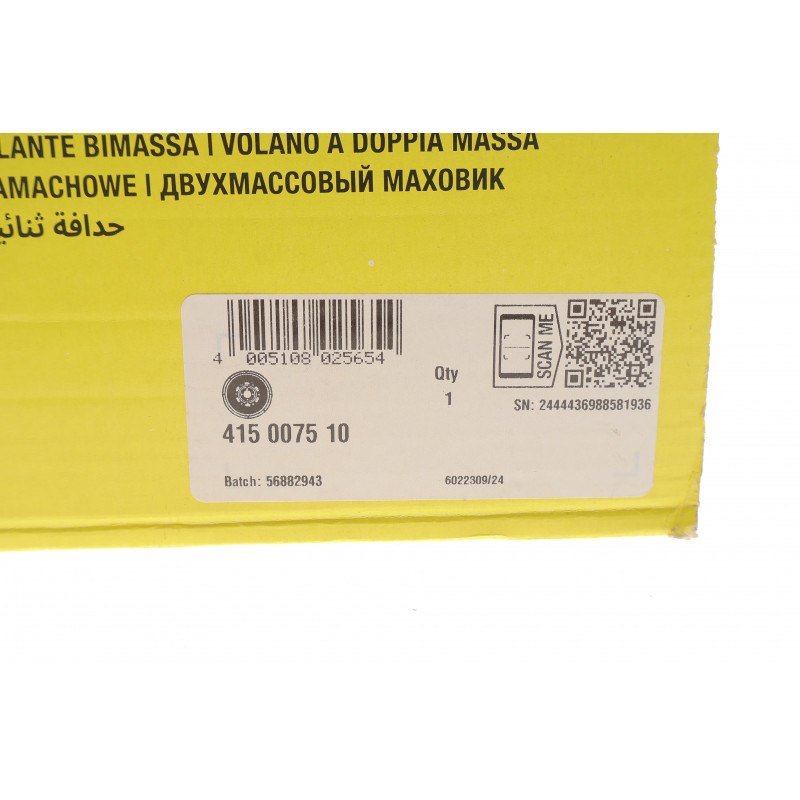 LANTE BIMASSA | VOLANO A DOPPIA MASSA
AMACHOWE | ДВУХМАССОВЫЙ МАХОВИК
حدافة ثنائي
4 005108 025654
Qty
1
SCAN ME
SN: 2444436988581936
415 0075 10
Batch: 56882943
6022309/24